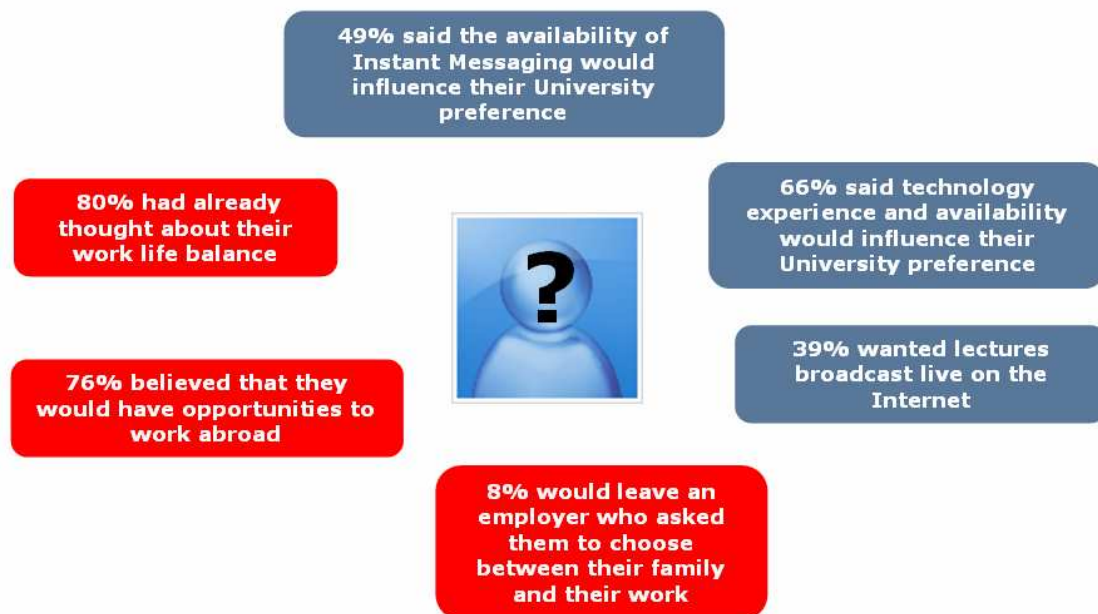 49% said the availability of
Instant Messaging would
influence their University
preference
80% had already
thought about their
work life balance
66% said technology
experience and availability
would influence their
University preference
?
39% wanted lectures
broadcast live on the
Internet
76% believed that they
would have opportunities to
work abroad
8% would leave an
employer who asked
them to choose
between their family
and their work